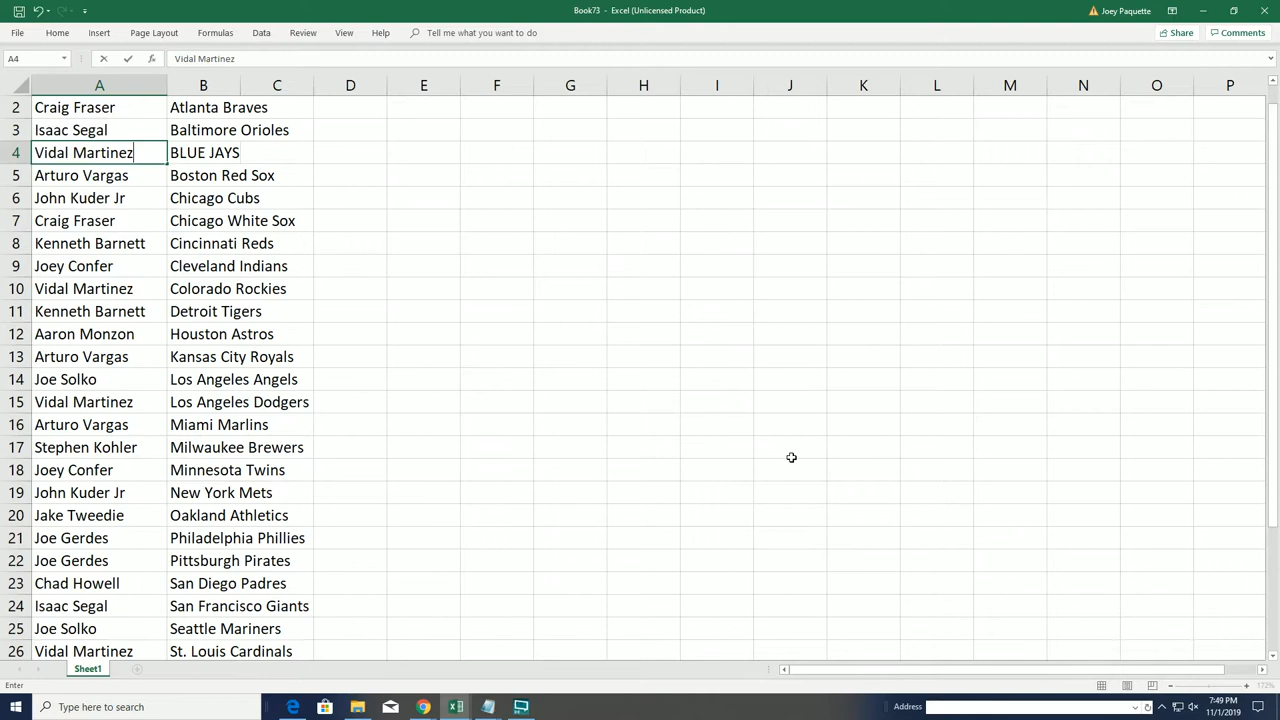 Book73 - Excel (Unlicensed Product)
Joey Paquette
File Home Insert Page Layout Formulas Data Review View Help Tell me what you want to do
Share Comments
A4 fx Vidal Martinez
A B C D E F G H I J K L M N O P
2 Craig Fraser Atlanta Braves
3 Isaac Segal Baltimore Orioles
4 Vidal Martinez BLUE JAYS
5 Arturo Vargas Boston Red Sox
6 John Kuder Jr Chicago Cubs
7 Craig Fraser Chicago White Sox
8 Kenneth Barnett Cincinnati Reds
9 Joey Confer Cleveland Indians
10 Vidal Martinez Colorado Rockies
11 Kenneth Barnett Detroit Tigers
12 Aaron Monzon Houston Astros
13 Arturo Vargas Kansas City Royals
14 Joe Solko Los Angeles Angels
15 Vidal Martinez Los Angeles Dodgers
16 Arturo Vargas Miami Marlins
17 Stephen Kohler Milwaukee Brewers
18 Joey Confer Minnesota Twins
19 John Kuder Jr New York Mets
20 Jake Tweedie Oakland Athletics
21 Joe Gerdes Philadelphia Phillies
22 Joe Gerdes Pittsburgh Pirates
23 Chad Howell San Diego Padres
24 Isaac Segal San Francisco Giants
25 Joe Solko Seattle Mariners
26 Vidal Martinez St. Louis Cardinals
Sheet1
Enter
172%
Type here to search
Address
7:49 PM
11/1/2019